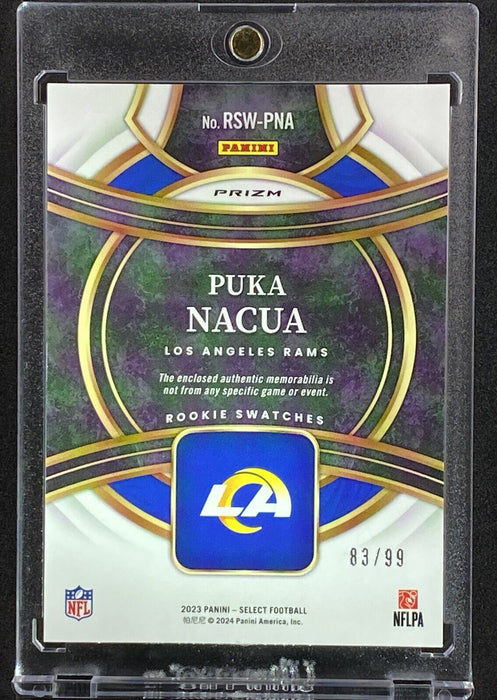 No. RSW-PNA
PANINI
PRIZM
PUKA
NACUA
LOS ANGELES RAMS
The enclosed authentic memorabilia is
not from any specific game or event.
ROOKIE SWATCHES
LA
83/99
NFL
NFLPA
2023 PANINI – SELECT FOOTBALL
帕尼尼 © 2024 Panini America, Inc.